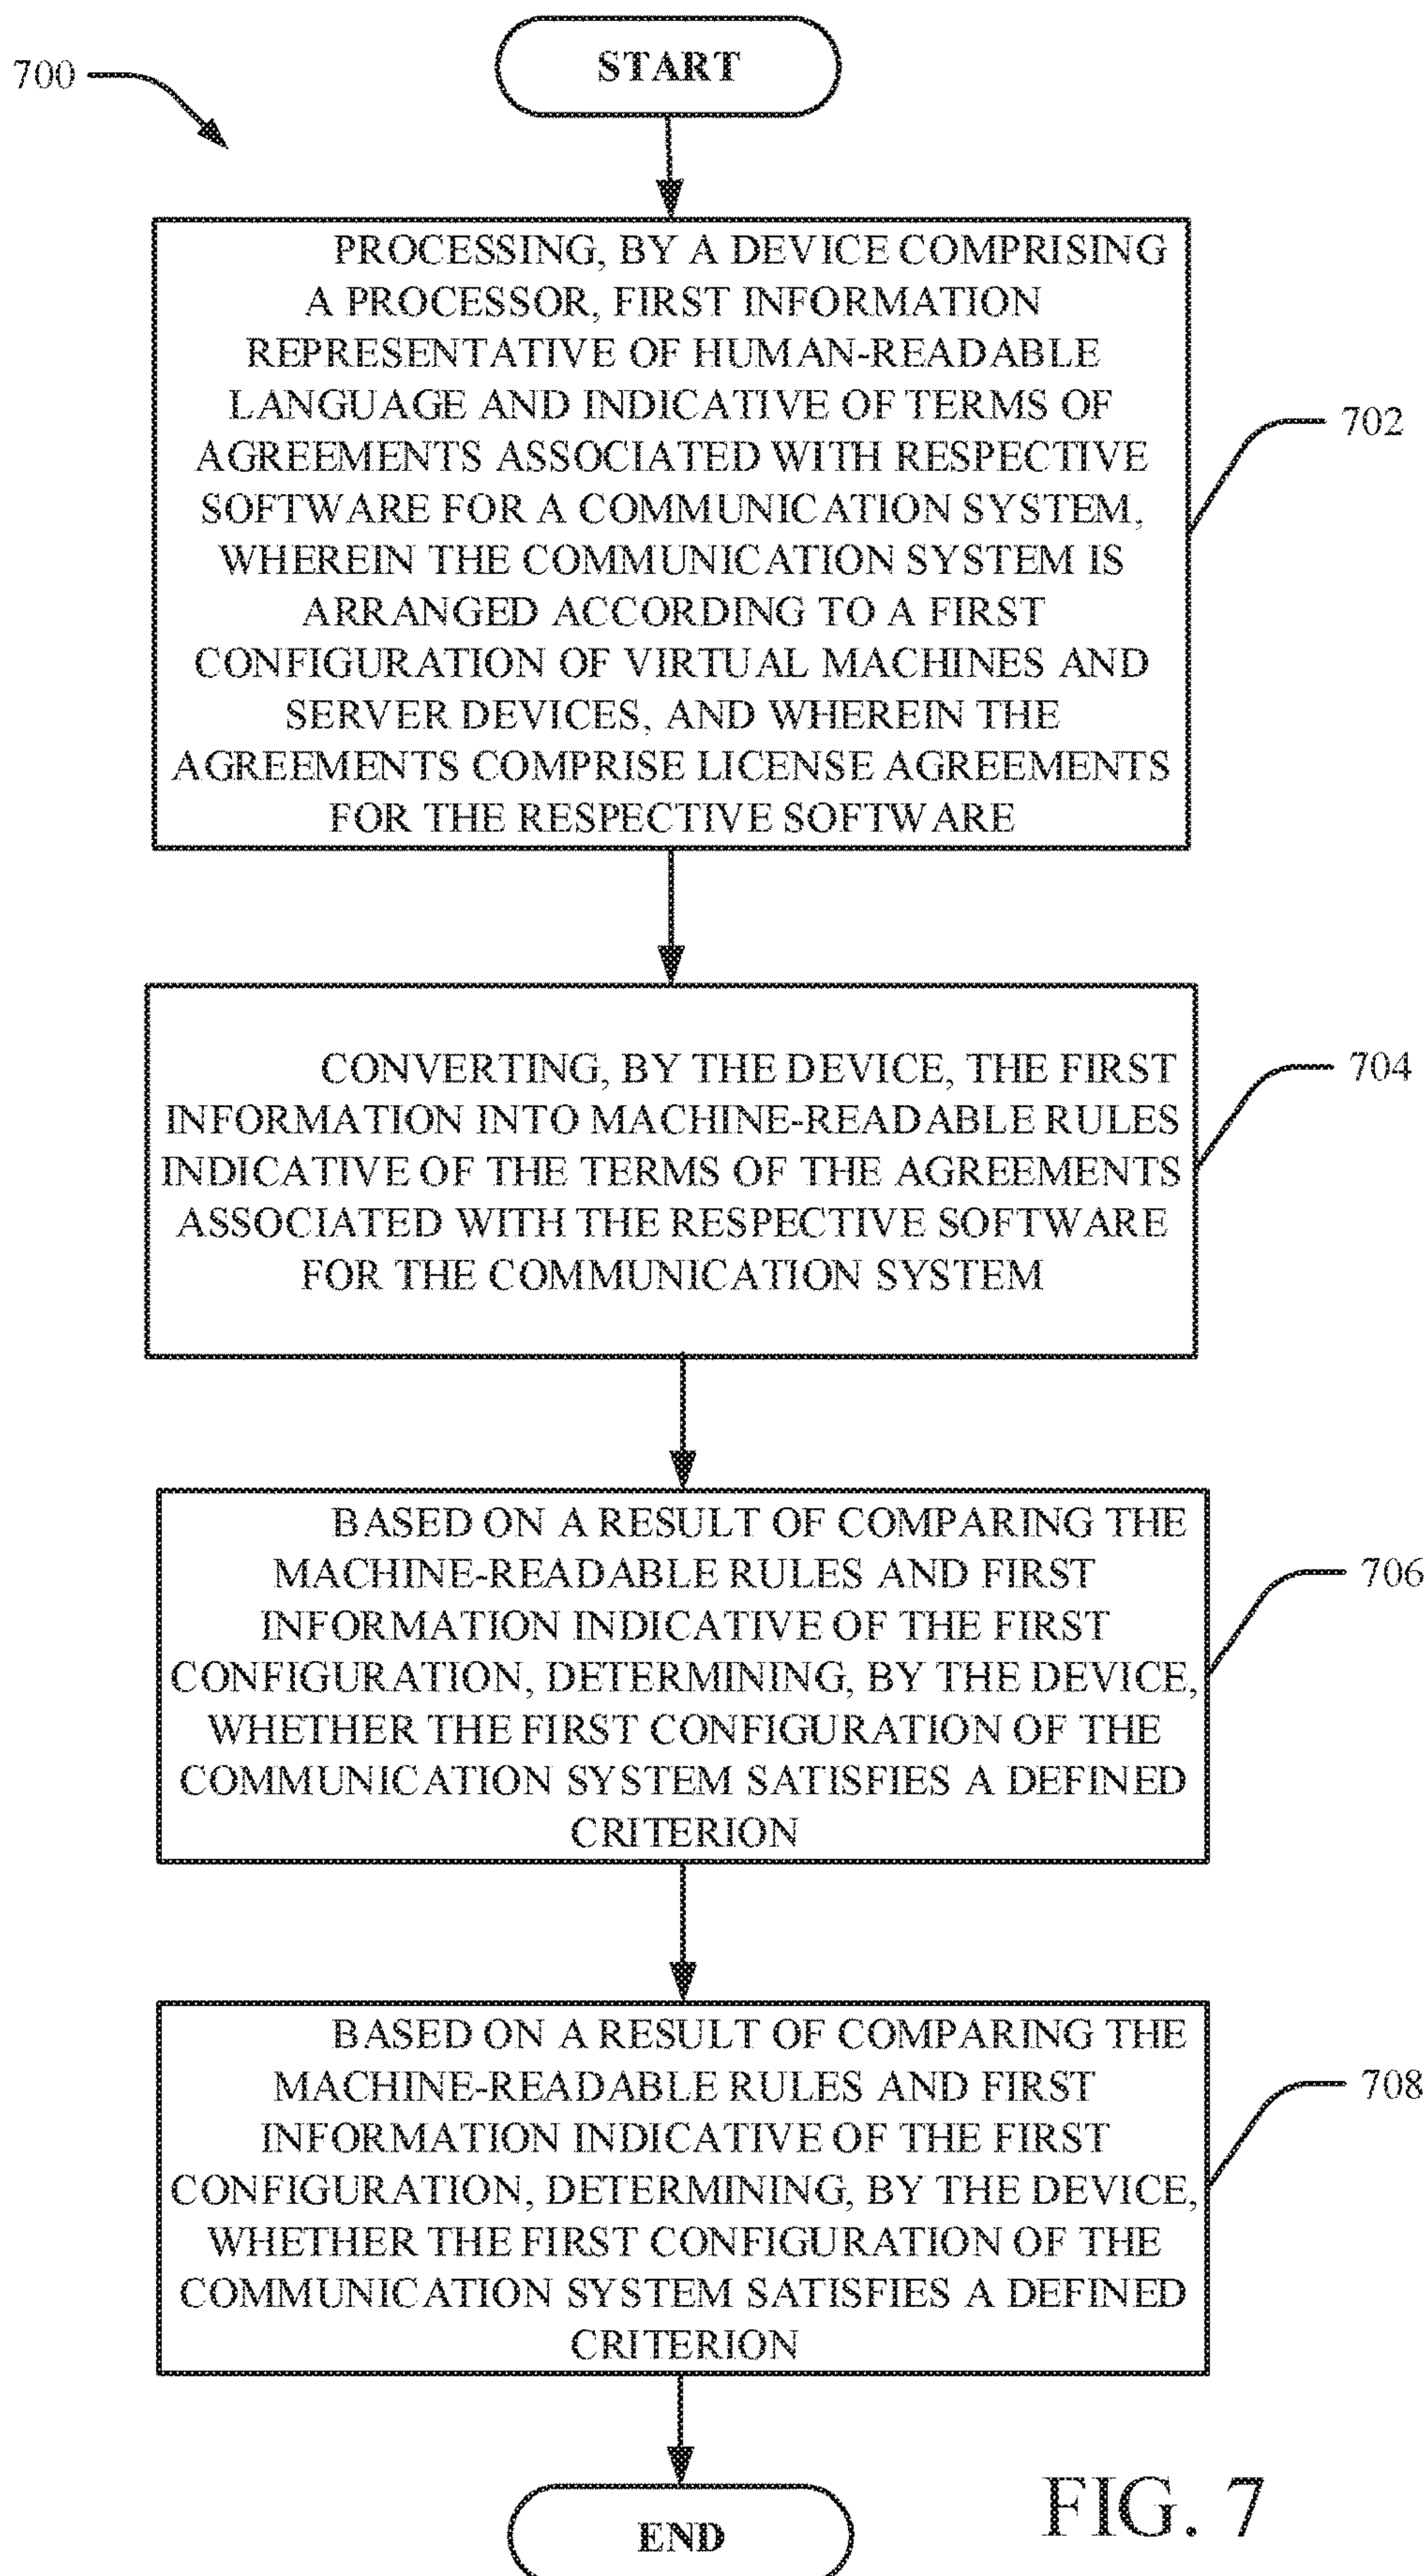 700
START
PROCESSING, BY A DEVICE COMPRISING
A PROCESSOR, FIRST INFORMATION
REPRESENTATIVE OF HUMAN-READABLE
LANGUAGE AND INDICATIVE OF TERMS OF
AGREEMENTS ASSOCIATED WITH RESPECTIVE
SOFTWARE FOR A COMMUNICATION SYSTEM,
WHEREIN THE COMMUNICATION SYSTEM IS
ARRANGED ACCORDING TO A FIRST
CONFIGURATION OF VIRTUAL MACHINES AND
SERVER DEVICES, AND WHEREIN THE
AGREEMENTS COMPRISE LICENSE AGREEMENTS
FOR THE RESPECTIVE SOFTWARE
702
CONVERTING, BY THE DEVICE, THE FIRST
INFORMATION INTO MACHINE-READABLE RULES
INDICATIVE OF THE TERMS OF THE AGREEMENTS
ASSOCIATED WITH THE RESPECTIVE SOFTWARE
FOR THE COMMUNICATION SYSTEM
704
BASED ON A RESULT OF COMPARING THE
MACHINE-READABLE RULES AND FIRST
INFORMATION INDICATIVE OF THE FIRST
CONFIGURATION, DETERMINING, BY THE DEVICE,
WHETHER THE FIRST CONFIGURATION OF THE
COMMUNICATION SYSTEM SATISFIES A DEFINED
CRITERION
706
BASED ON A RESULT OF COMPARING THE
MACHINE-READABLE RULES AND FIRST
INFORMATION INDICATIVE OF THE FIRST
CONFIGURATION, DETERMINING, BY THE DEVICE,
WHETHER THE FIRST CONFIGURATION OF THE
COMMUNICATION SYSTEM SATISFIES A DEFINED
CRITERION
708
END
FIG. 7